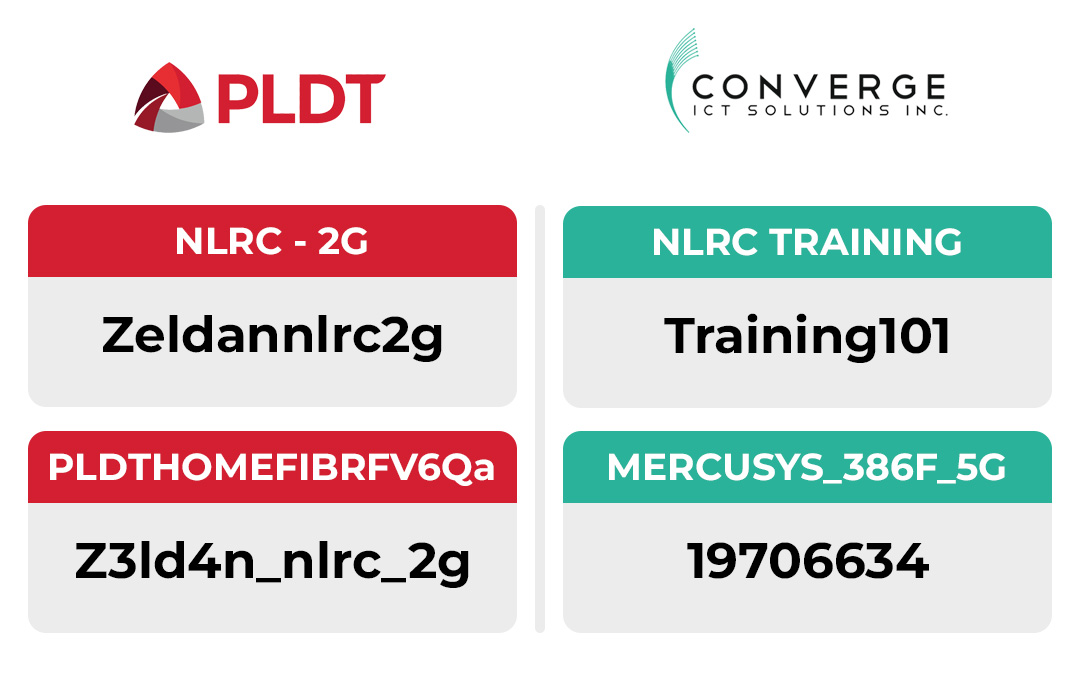 PLDT
NLRC - 2G
Zeldannlrc2g
PLDTHOMEFIBRFV6Qa
Z3ld4n_nlrc_2g
CONVERGE
ICT SOLUTIONS INC.
NLRC TRAINING
Training101
MERCUSYS_386F_5G
19706634